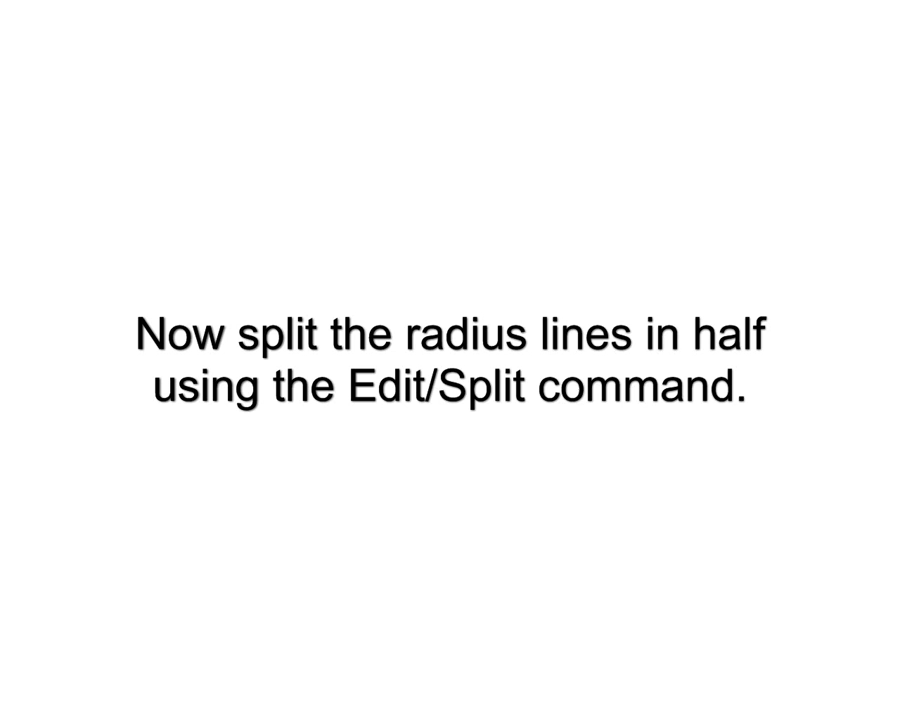 Now split the radius lines in half
using the Edit/Split command.